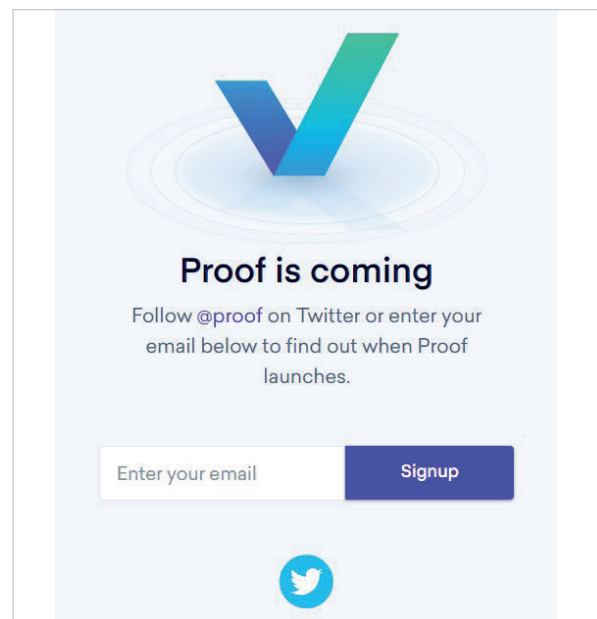 Proof is coming
Follow @proof on Twitter or enter your
email below to find out when Proof
launches.
Enter your email
Signup